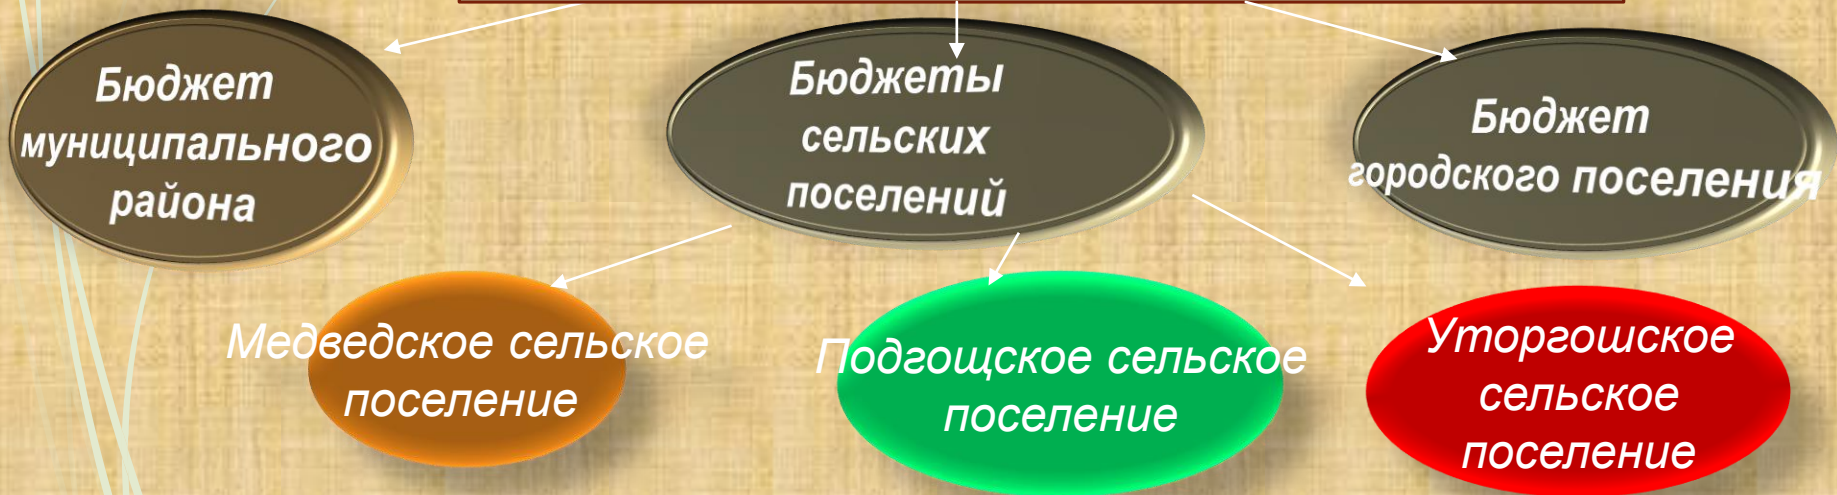 Бюджет
муниципального
района
Бюджеты
сельских
поселений
Бюджет
городского поселения
Медведское сельское
поселение
Подгощское сельское
поселение
Уторгошское
сельское
поселение